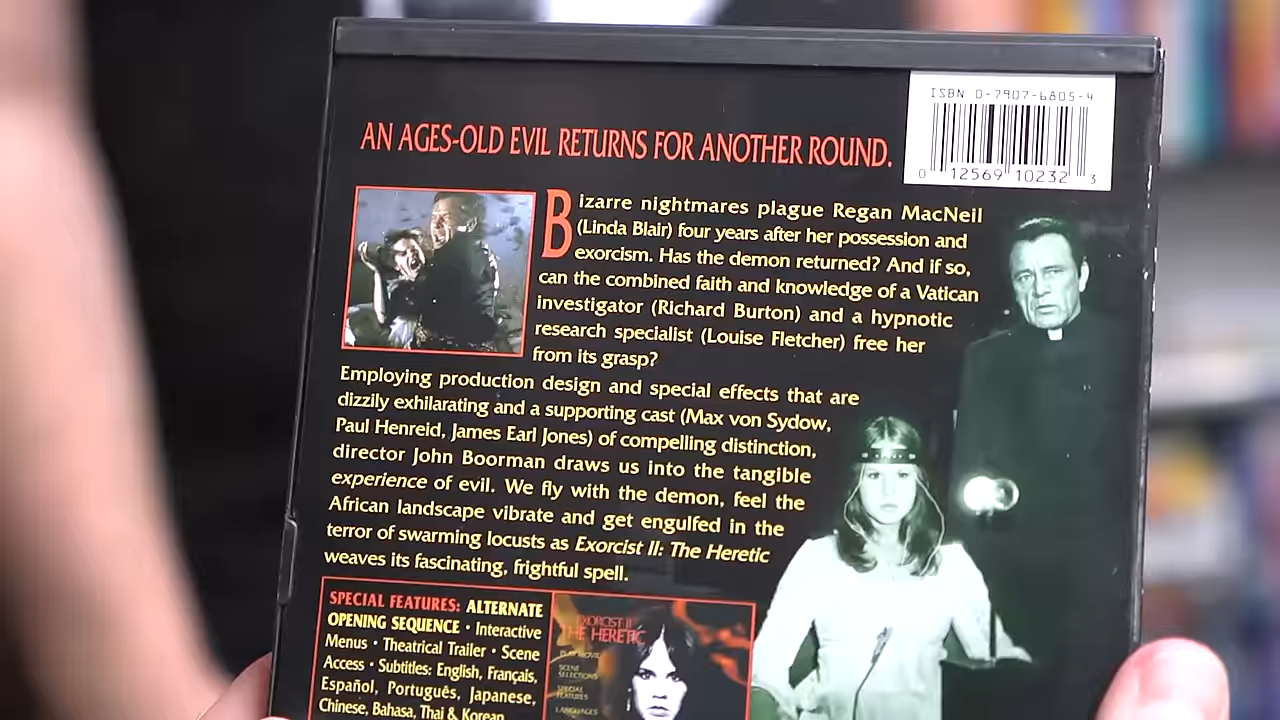 ISBN 0-7907-6805-4
0 12569 10232 3
AN AGES-OLD EVIL RETURNS FOR ANOTHER ROUND.
Bizarre nightmares plague Regan MacNeil
(Linda Blair) four years after her possession and
exorcism. Has the demon returned? And if so,
can the combined faith and knowledge of a Vatican
investigator (Richard Burton) and a hypnotic
research specialist (Louise Fletcher) free her
from its grasp?
Employing production design and special effects that are
dizzily exhilarating and a supporting cast (Max von Sydow,
Paul Henreid, James Earl Jones) of compelling distinction,
director John Boorman draws us into the tangible
experience of evil. We fly with the demon, feel the
African landscape vibrate and get engulfed in the
terror of swarming locusts as Exorcist II: The Heretic
weaves its fascinating, frightful spell.
SPECIAL FEATURES: ALTERNATE
OPENING SEQUENCE • Interactive
Menus • Theatrical Trailer • Scene
Access • Subtitles: English, Français,
Español, Português, Japanese,
Chinese, Bahasa, Thai & Korean
EXORCIST II
THE HERETIC
PLAY MOVIE
SCENE
SELECTIONS
SPECIAL
FEATURES
LANGUAGES